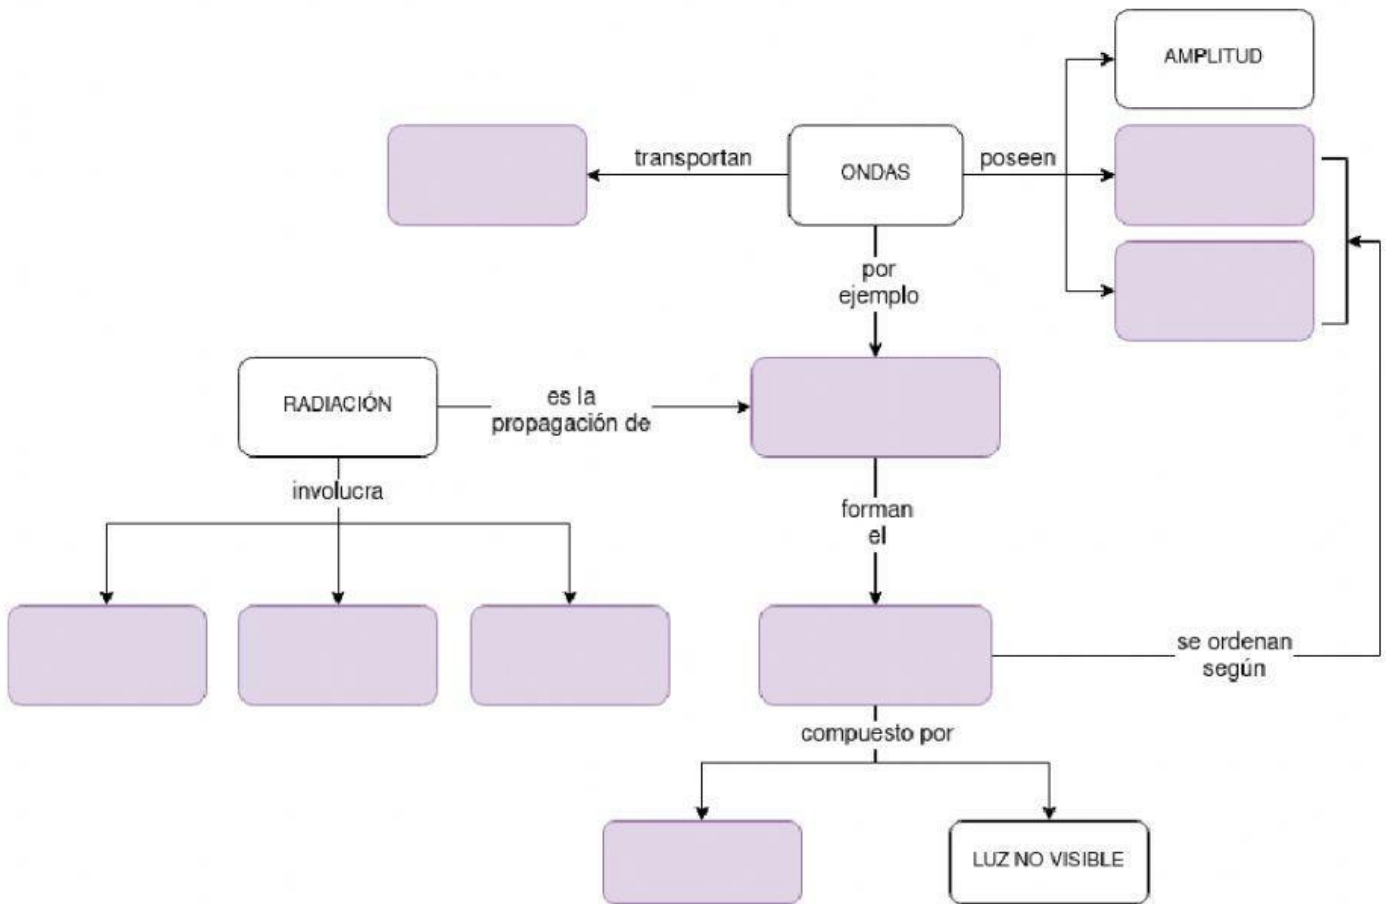 AMPLITUD
transportan
ONDAS
poseen
por
ejemplo
RADIACIÓN
es la
propagación de
involucra
forman
el
se ordenan
según
compuesto por
LUZ NO VISIBLE